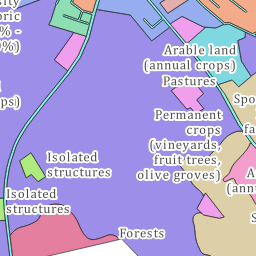 sity
oric
% -
0%)
Arable land
(annual crops)
Pastures
ps)
Spo
fa
Permanent
crops
(vineyards,
fruit trees,
olive groves)
Isolated
structures
A
(ann
Isolated
structures
S
Forests